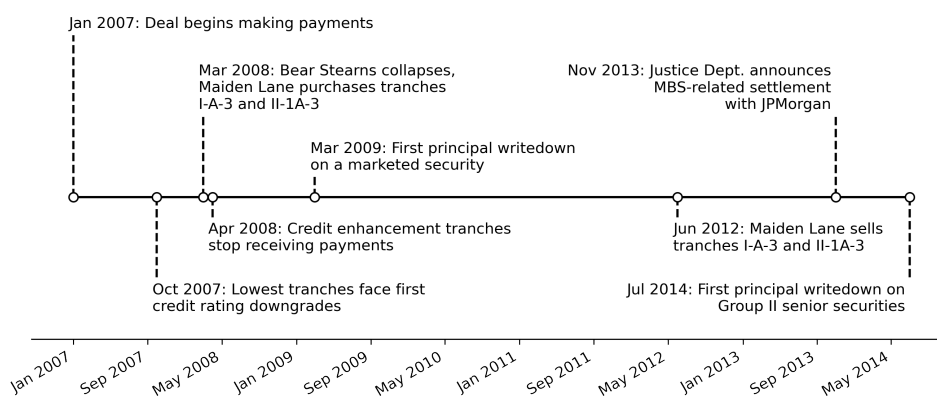 Jan 2007: Deal begins making payments
Mar 2008: Bear Stearns collapses,
Maiden Lane purchases tranches
I-A-3 and II-1A-3
Nov 2013: Justice Dept. announces
MBS-related settlement
with JPMorgan
Mar 2009: First principal writedown
on a marketed security
Apr 2008: Credit enhancement tranches
stop receiving payments
Jun 2012: Maiden Lane sells
tranches I-A-3 and II-1A-3
Oct 2007: Lowest tranches face first
credit rating downgrades
Jul 2014: First principal writedown on
Group II senior securities
Jan 2007
Sep 2007
May 2008
Jan 2009
Sep 2009
May 2010
Jan 2011
Sep 2011
May 2012
Jan 2013
Sep 2013
May 2014